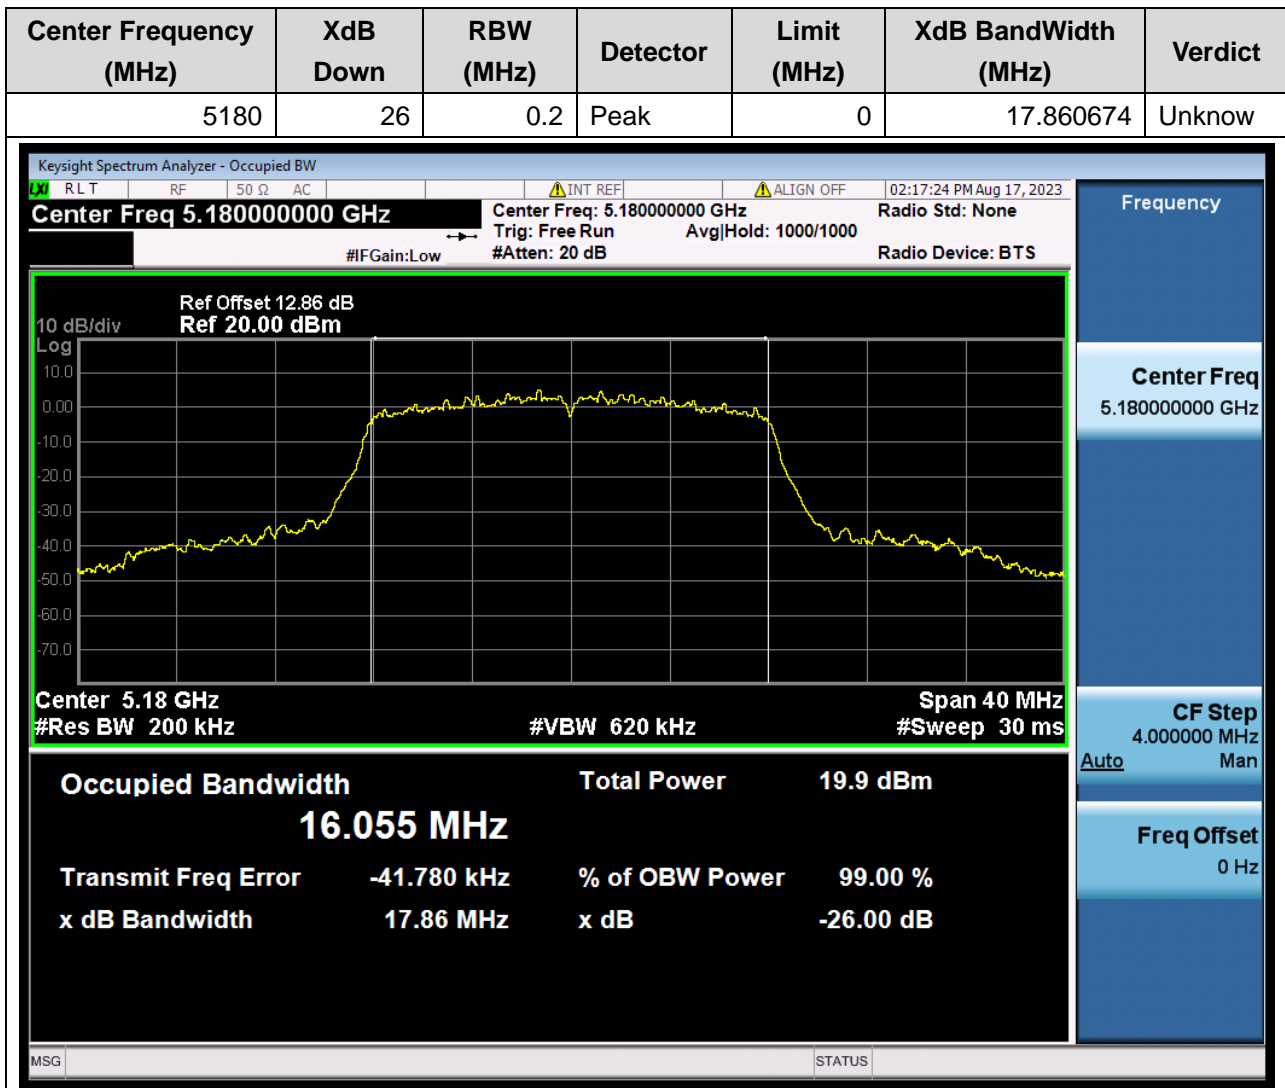 Center Frequency (MHz) XdB Down RBW (MHz) Detector Limit (MHz) XdB BandWidth (MHz) Verdict
5180 26 0.2 Peak 0 17.860674 Unknow
Keysight Spectrum Analyzer - Occupied BW
LXI RLT RF 50 Ω AC INT REF ALIGN OFF 02:17:24 PM Aug 17, 2023
Center Freq 5.180000000 GHz
Center Freq: 5.180000000 GHz
Radio Std: None
Trig: Free Run Avg|Hold: 1000/1000
#IFGain:Low #Atten: 20 dB
Radio Device: BTS
Frequency
Ref Offset 12.86 dB
10 dB/div Ref 20.00 dBm
Log
10.0
0.00
-10.0
-20.0
-30.0
-40.0
-50.0
-60.0
-70.0
Center 5.18 GHz Span 40 MHz
#Res BW 200 kHz #VBW 620 kHz #Sweep 30 ms
Center Freq
5.180000000 GHz
CF Step
4.000000 MHz
Auto Man
Freq Offset
0 Hz
Occupied Bandwidth Total Power 19.9 dBm
16.055 MHz
Transmit Freq Error -41.780 kHz % of OBW Power 99.00 %
x dB Bandwidth 17.86 MHz x dB -26.00 dB
MSG STATUS